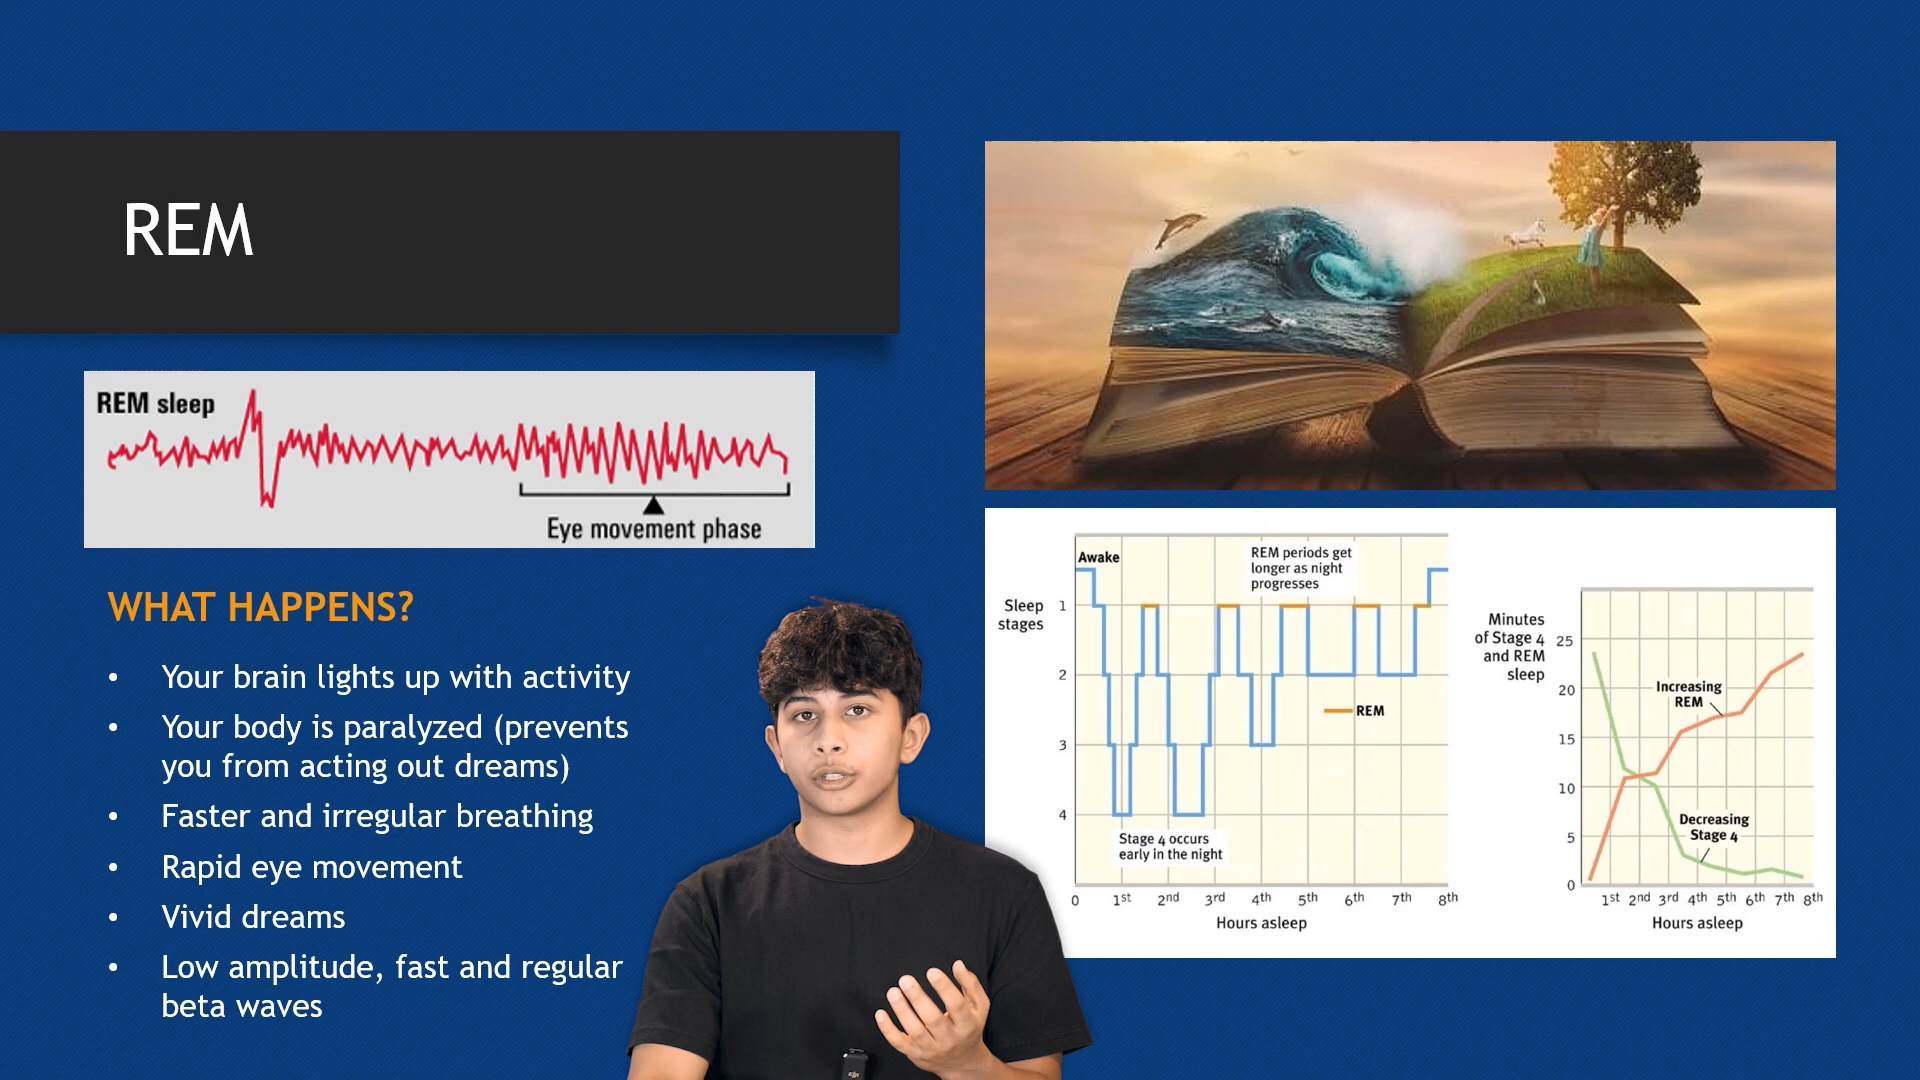 REM
REM sleep
Eye movement phase
WHAT HAPPENS?
• Your brain lights up with activity
• Your body is paralyzed (prevents
you from acting out dreams)
• Faster and irregular breathing
• Rapid eye movement
• Vivid dreams
• Low amplitude, fast and regular
beta waves
Awake
REM periods get
longer as night
progresses
Sleep
stages
1
2
3
4
REM
Stage 4 occurs
early in the night
0 1st 2nd 3rd 4th 5th 6th 7th 8th
Hours asleep
Minutes
of Stage 4
and REM
sleep
25
20
15
10
5
0
Increasing
REM
Decreasing
Stage 4
1st 2nd 3rd 4th 5th 6th 7th 8th
Hours asleep
dji